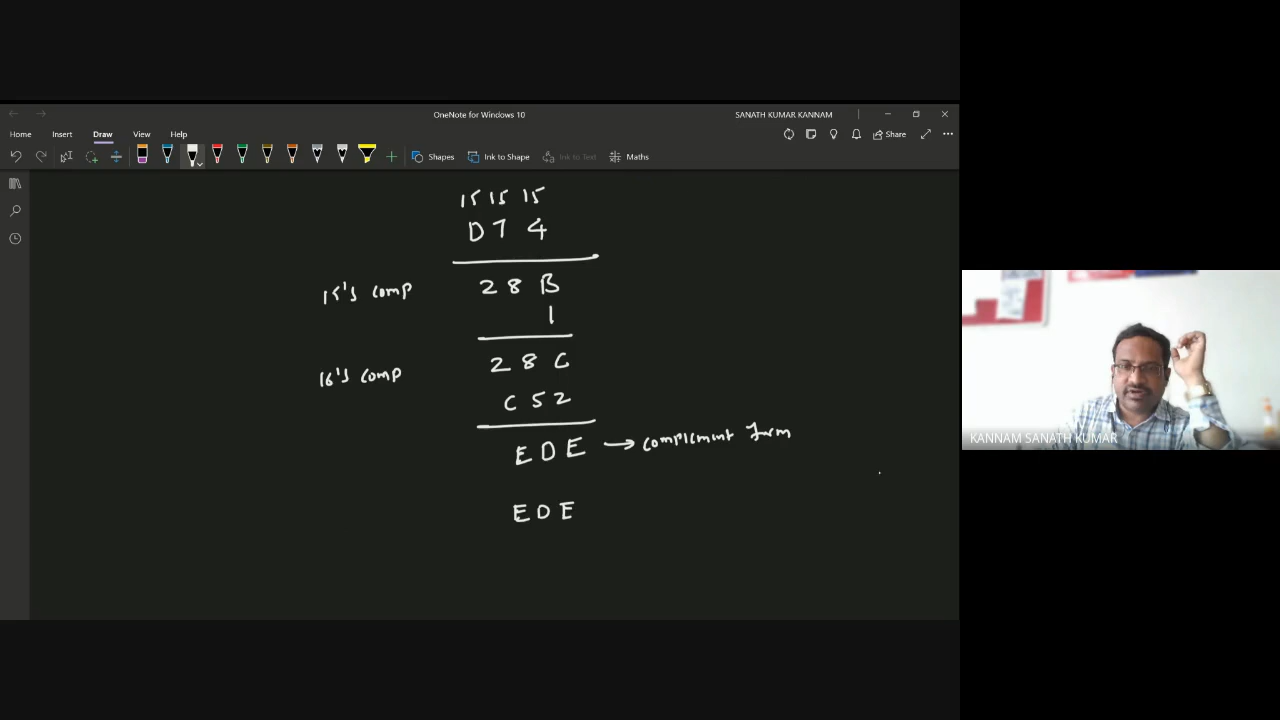 OneNote for Windows 10
SANATH KUMAR KANNAM
Home Insert Draw View Help
Share
Shapes Ink to Shape Ink to Text Maths
15 15 15
D 7 4
15's comp 2 8 B
1
16's comp 2 8 C
C 5 2
E D E → complement form
E D E
KANNAM SANATH KUMAR